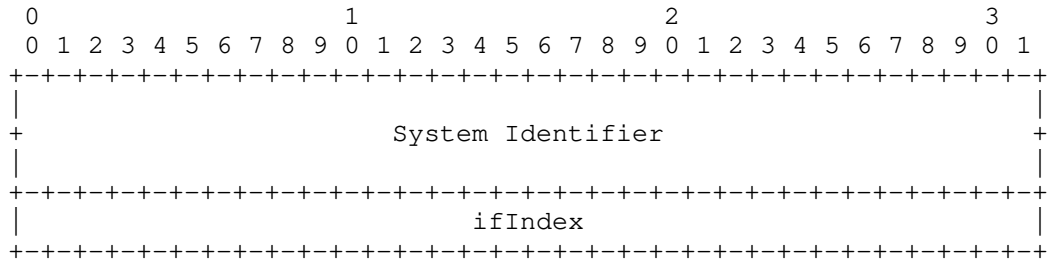 0                   1                   2                   3
 0 1 2 3 4 5 6 7 8 9 0 1 2 3 4 5 6 7 8 9 0 1 2 3 4 5 6 7 8 9 0 1
+-+-+-+-+-+-+-+-+-+-+-+-+-+-+-+-+-+-+-+-+-+-+-+-+-+-+-+-+-+-+-+-+
|                                                               |
+                       System Identifier                       +
|                                                               |
+-+-+-+-+-+-+-+-+-+-+-+-+-+-+-+-+-+-+-+-+-+-+-+-+-+-+-+-+-+-+-+-+
|                            ifIndex                            |
+-+-+-+-+-+-+-+-+-+-+-+-+-+-+-+-+-+-+-+-+-+-+-+-+-+-+-+-+-+-+-+-+